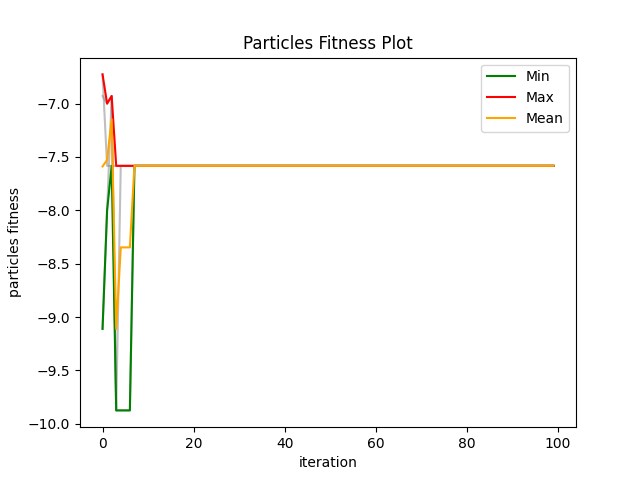 Particles Fitness Plot
Min
Max
Mean
particles fitness
−7.0
−7.5
−8.0
−8.5
−9.0
−9.5
−10.0
0 20 40 60 80 100
iteration